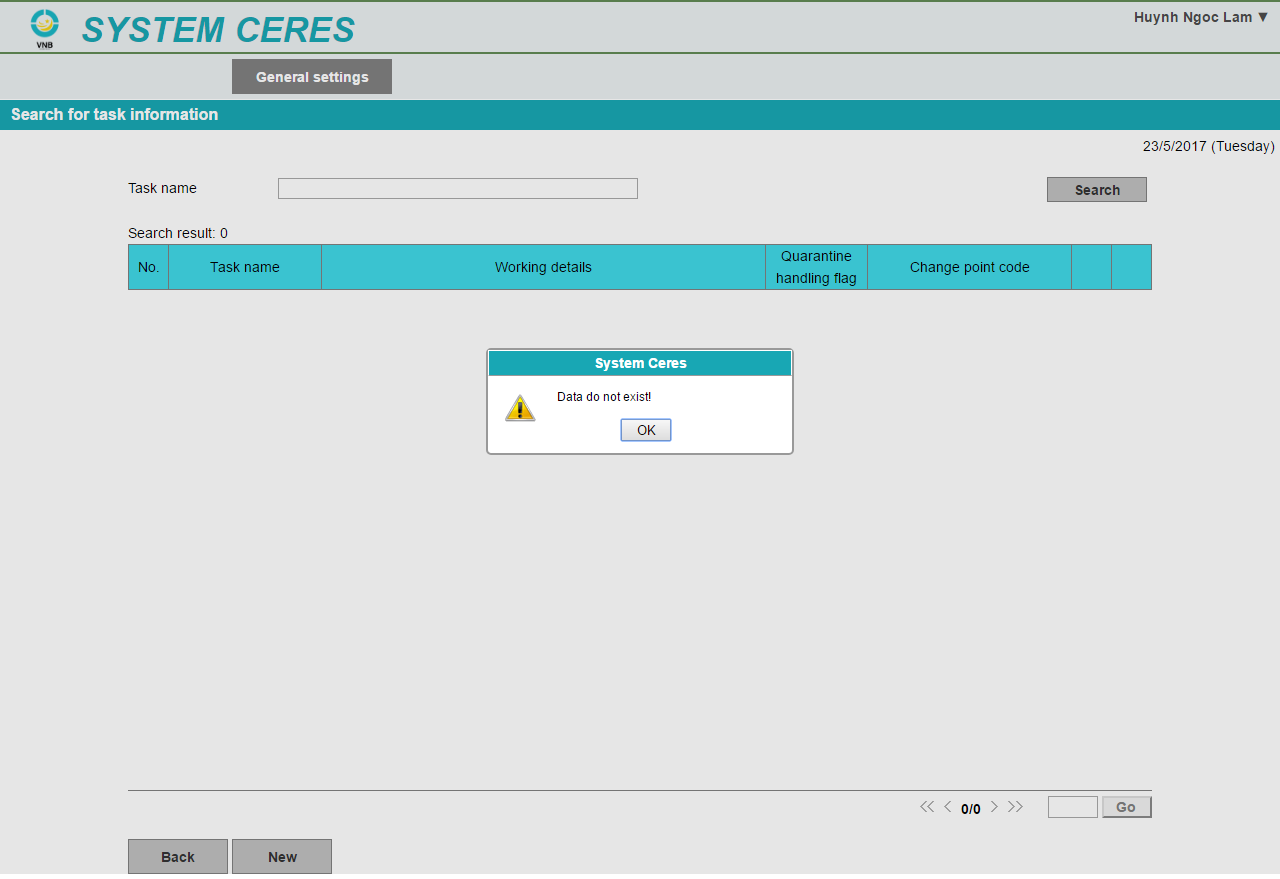 VNB
SYSTEM CERES
Huynh Ngoc Lam ▼
General settings
Search for task information
23/5/2017 (Tuesday)
Task name
Search
Search result: 0
No.
Task name
Working details
Quarantine
handling flag
Change point code
System Ceres
Data do not exist!
OK
<< < 0/0 > >>
Go
Back
New